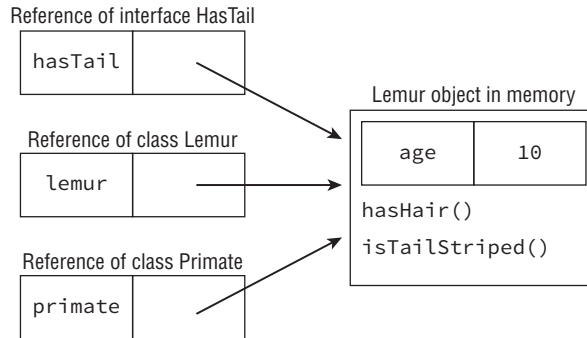 Reference of interface HasTail
hasTail
Reference of class Lemur
lemur
Reference of class Primate
primate
Lemur object in memory
age 10
hasHair()
isTailStriped()